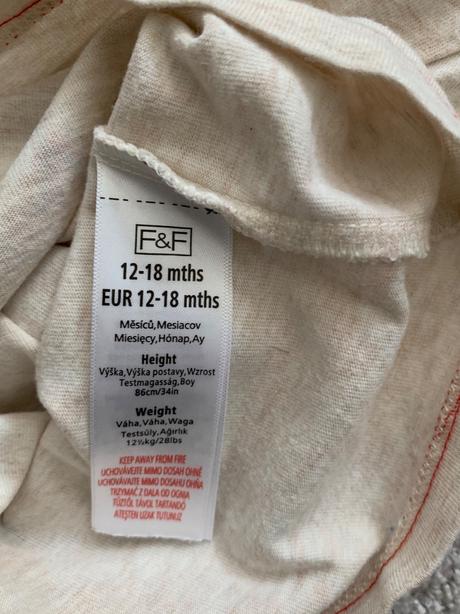 F&F
12-18 mths
EUR 12-18 mths
Měsíců,Mesiacov
Miesięcy,Hónap,Ay
Height
Výška,Výška postavy,Wzrost
Testmagasság,Boy
86cm/34in
Weight
Váha,Váha,Waga
Testsúly,Ağırlık
12½kg/28lbs
KEEP AWAY FROM FIRE
UCHOVÁVEJTE MIMO DOSAH OHNĚ
UCHOVÁVAJTE MIMO DOSAHU OHŇA
TRZYMAĆ Z DALA OD OGNIA
TŰZTŐL TÁVOL TARTANDÓ
ATEŞTEN UZAK TUTUNUZ